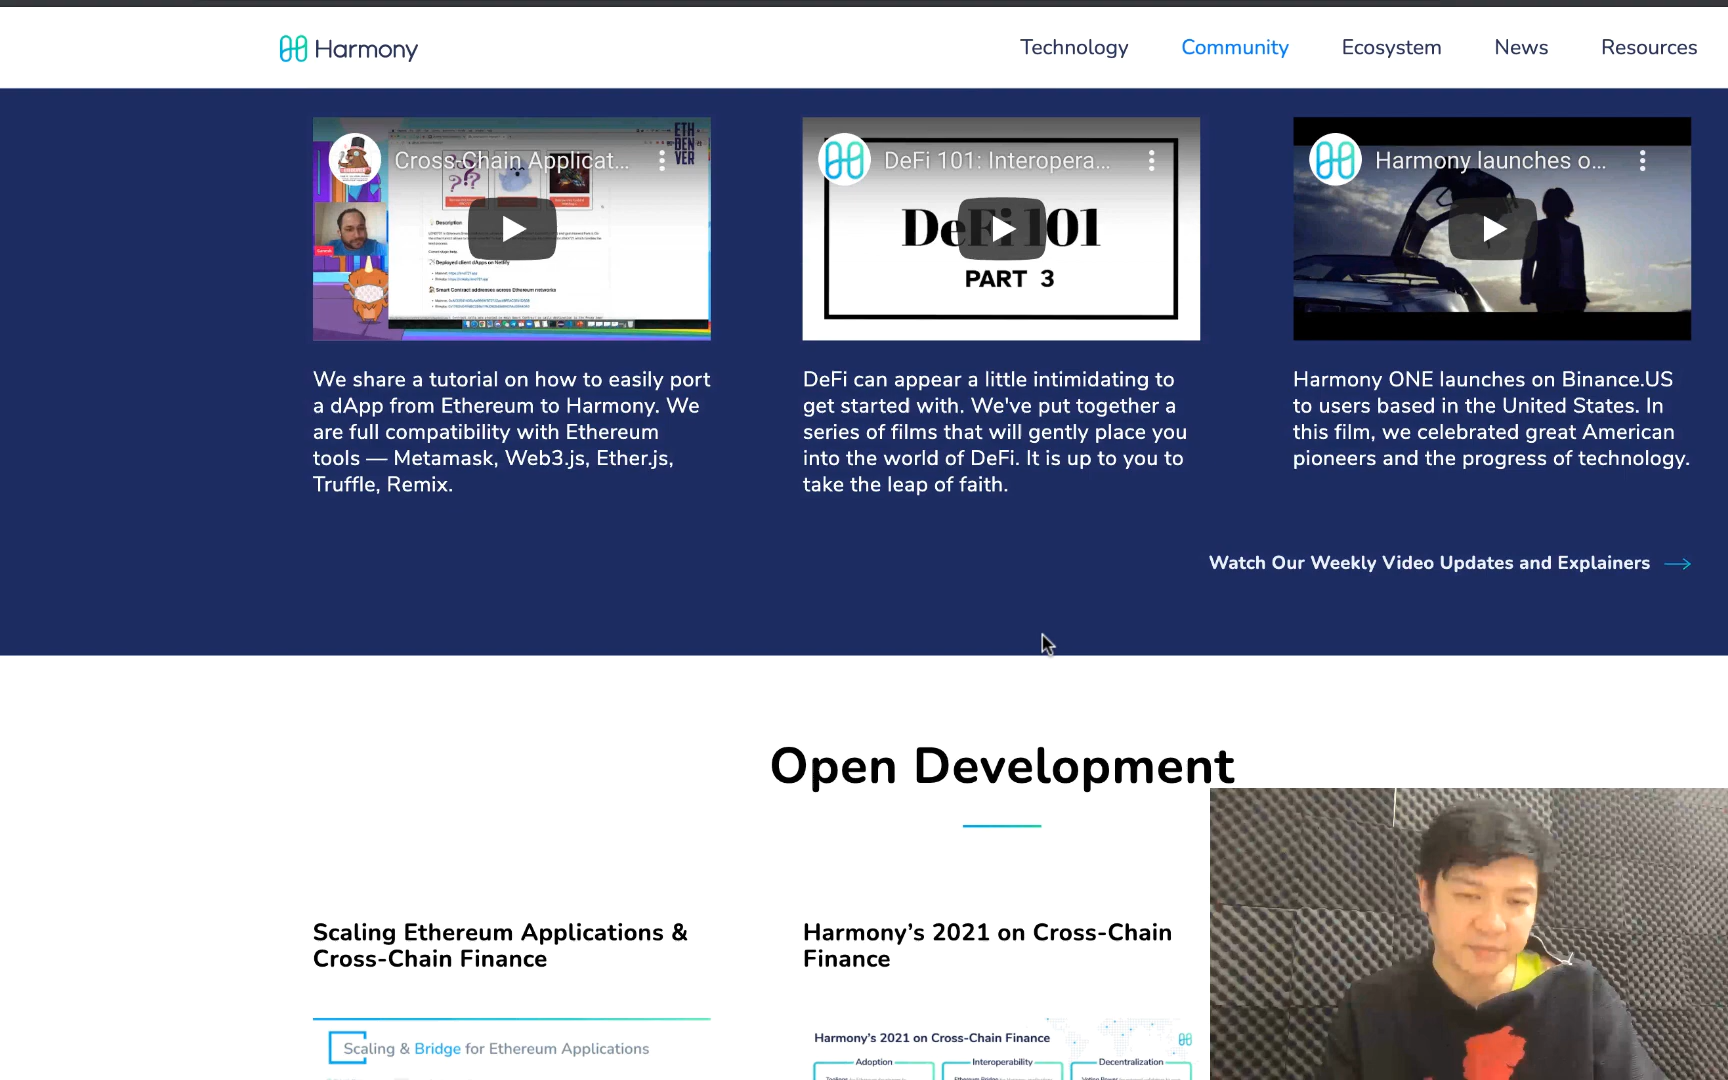 Harmony
Technology
Community
Ecosystem
News
Resources
Cross-Chain Applicat...
ETH
DEN
VER
Description
DeFi 101: Interopera...
DeFi 101
PART 3
Harmony launches o...
We share a tutorial on how to easily port
a dApp from Ethereum to Harmony. We
are full compatibility with Ethereum
tools — Metamask, Web3.js, Ether.js,
Truffle, Remix.
DeFi can appear a little intimidating to
get started with. We've put together a
series of films that will gently place you
into the world of DeFi. It is up to you to
take the leap of faith.
Harmony ONE launches on Binance.US
to users based in the United States. In
this film, we celebrated great American
pioneers and the progress of technology.
Watch Our Weekly Video Updates and Explainers
Open Development
Scaling Ethereum Applications &
Cross-Chain Finance
Harmony’s 2021 on Cross-Chain
Finance
Scaling & Bridge for Ethereum Applications
Harmony’s 2021 on Cross-Chain Finance
Adoption
Interoperability
Decentralization